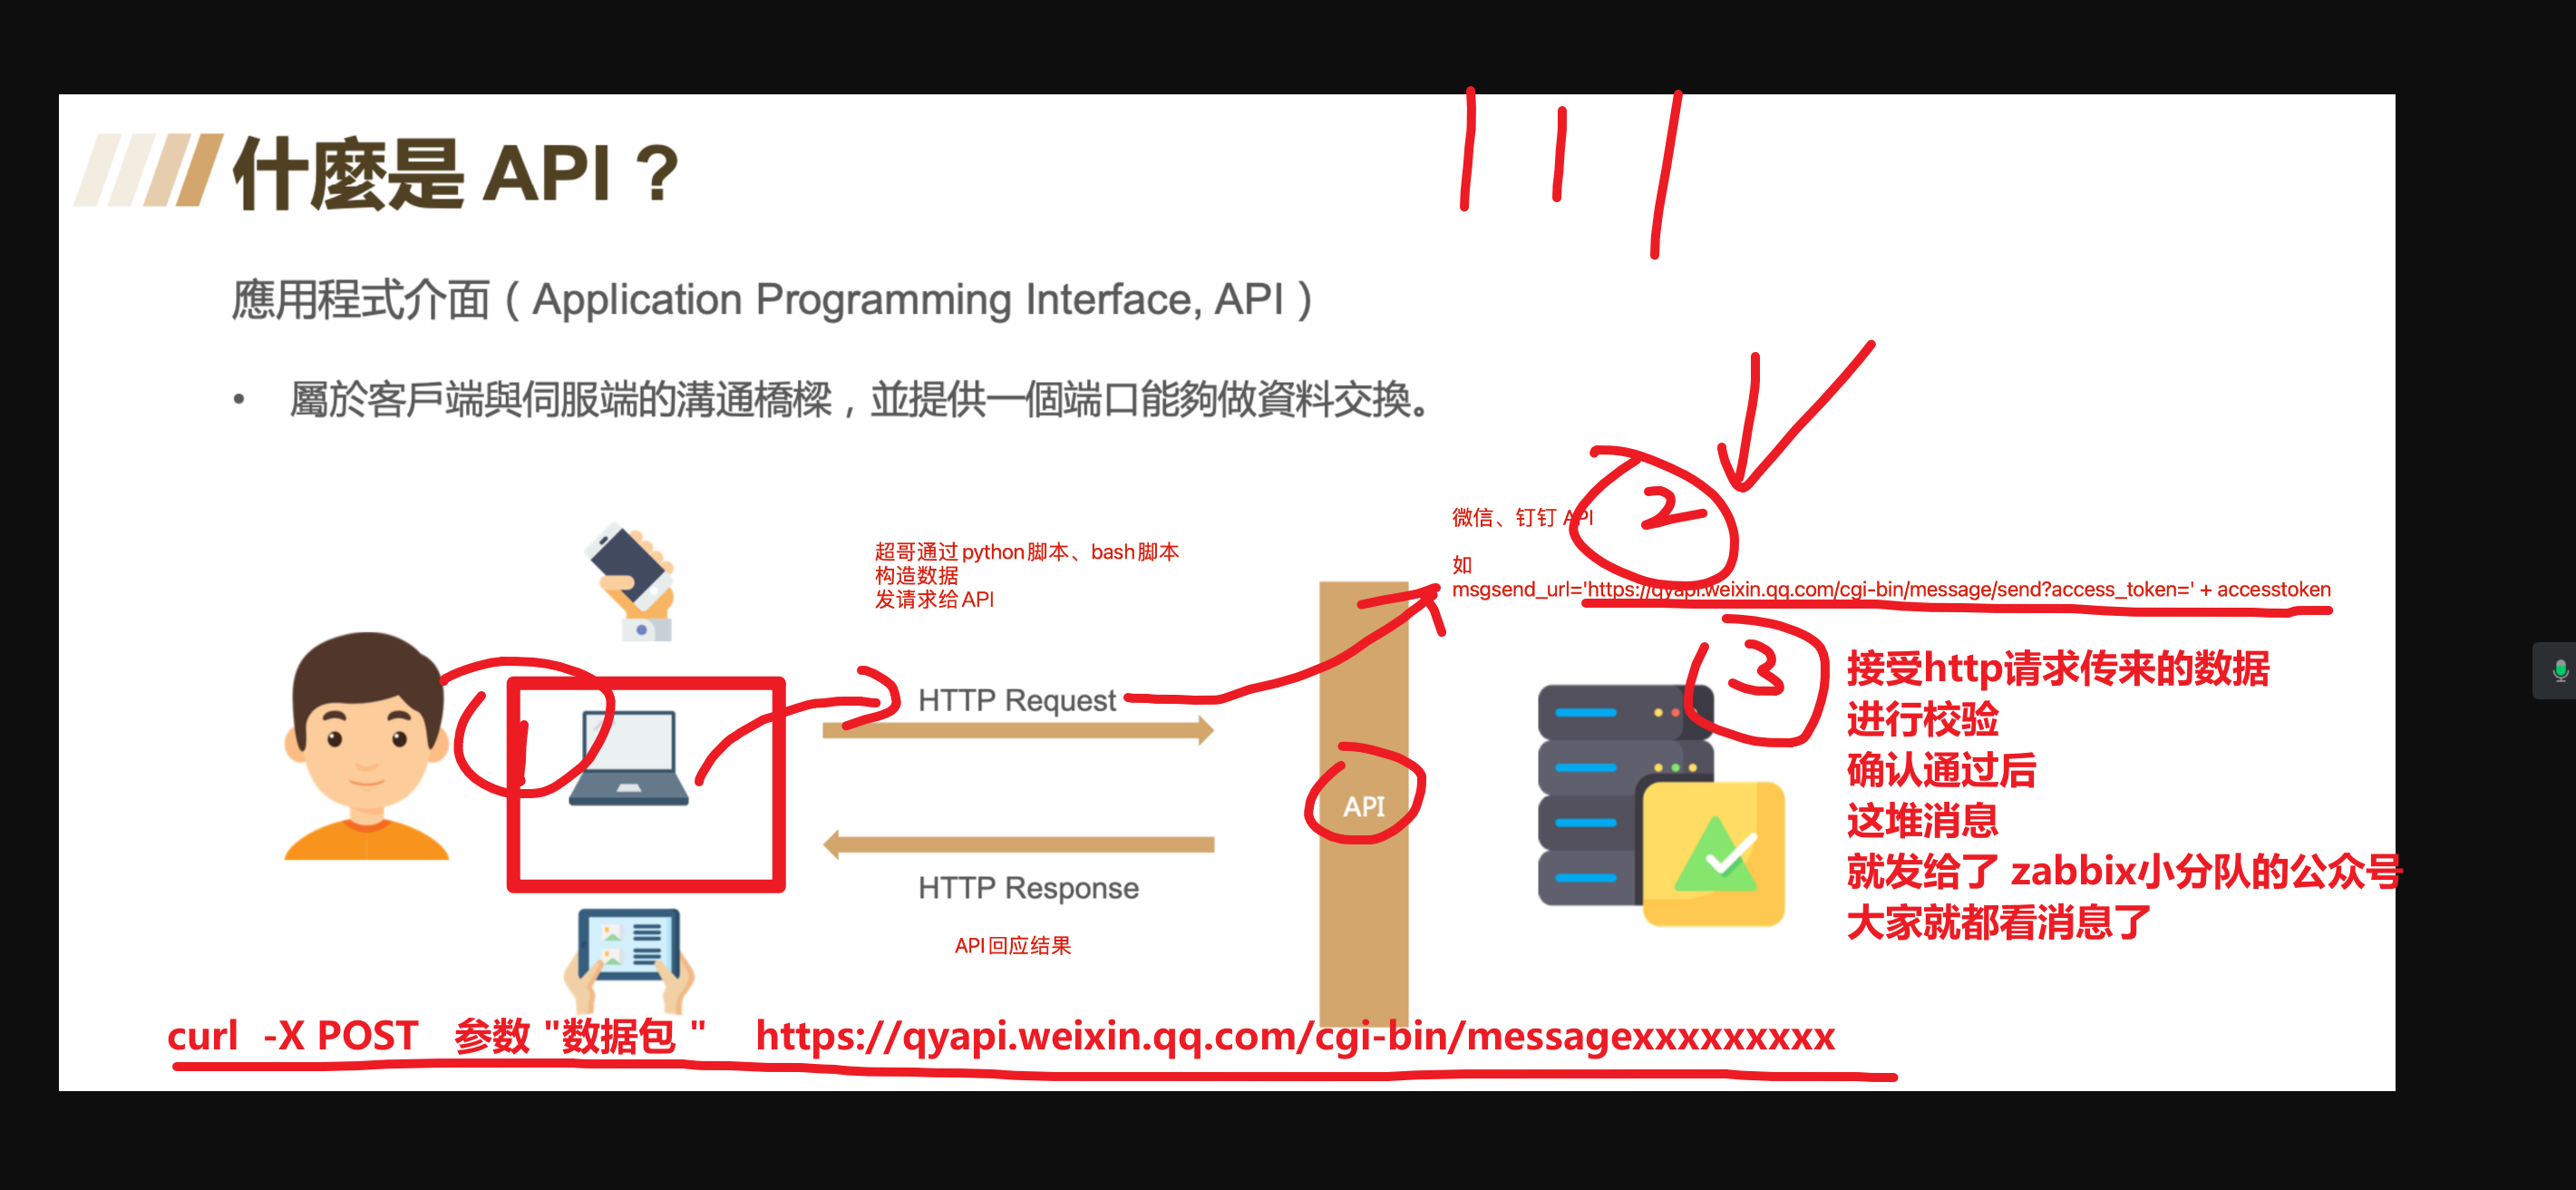 什麼是 API？
應用程式介面（Application Programming Interface, API）
• 屬於客戶端與伺服端的溝通橋樑，並提供一個端口能夠做資料交換。
2
微信、钉钉 API
如
msgsend_url='https://qyapi.weixin.qq.com/cgi-bin/message/send?access_token=' + accesstoken
超哥通过python脚本、bash脚本
构造数据
发请求给API
1
HTTP Request
API
HTTP Response
API回应结果
3
接受http请求传来的数据
进行校验
确认通过后
这堆消息
就发给了 zabbix小分队的公众号
大家就都看消息了
curl -X POST 参数 "数据包 " https://qyapi.weixin.qq.com/cgi-bin/messagexxxxxxxxx